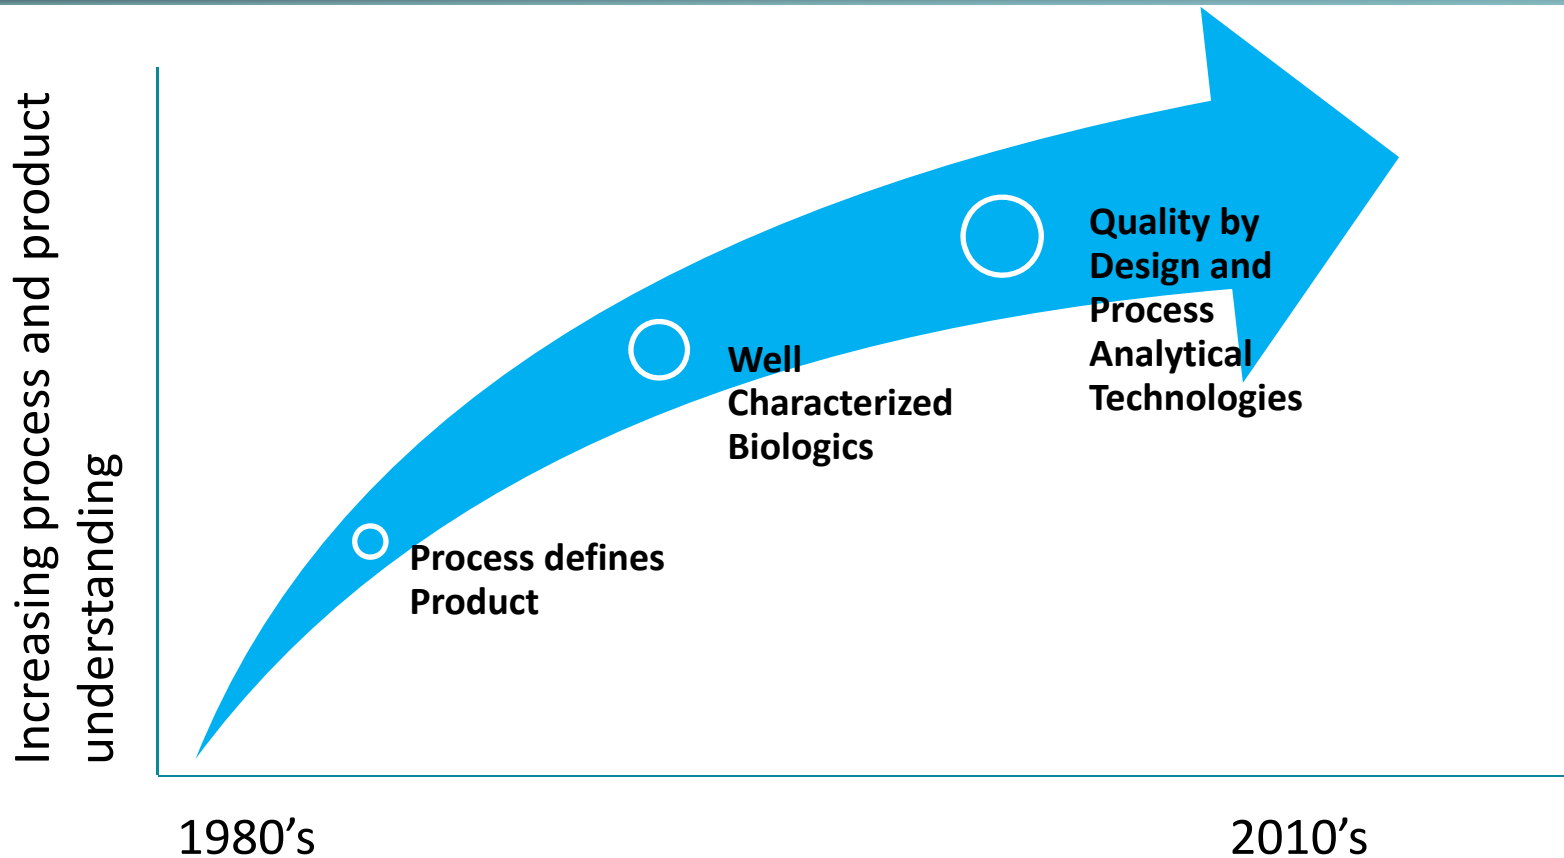 Increasing process and product
understanding
Quality by
Design and
Process
Analytical
Technologies
Well
Characterized
Biologics
Process defines
Product
1980’s
2010’s